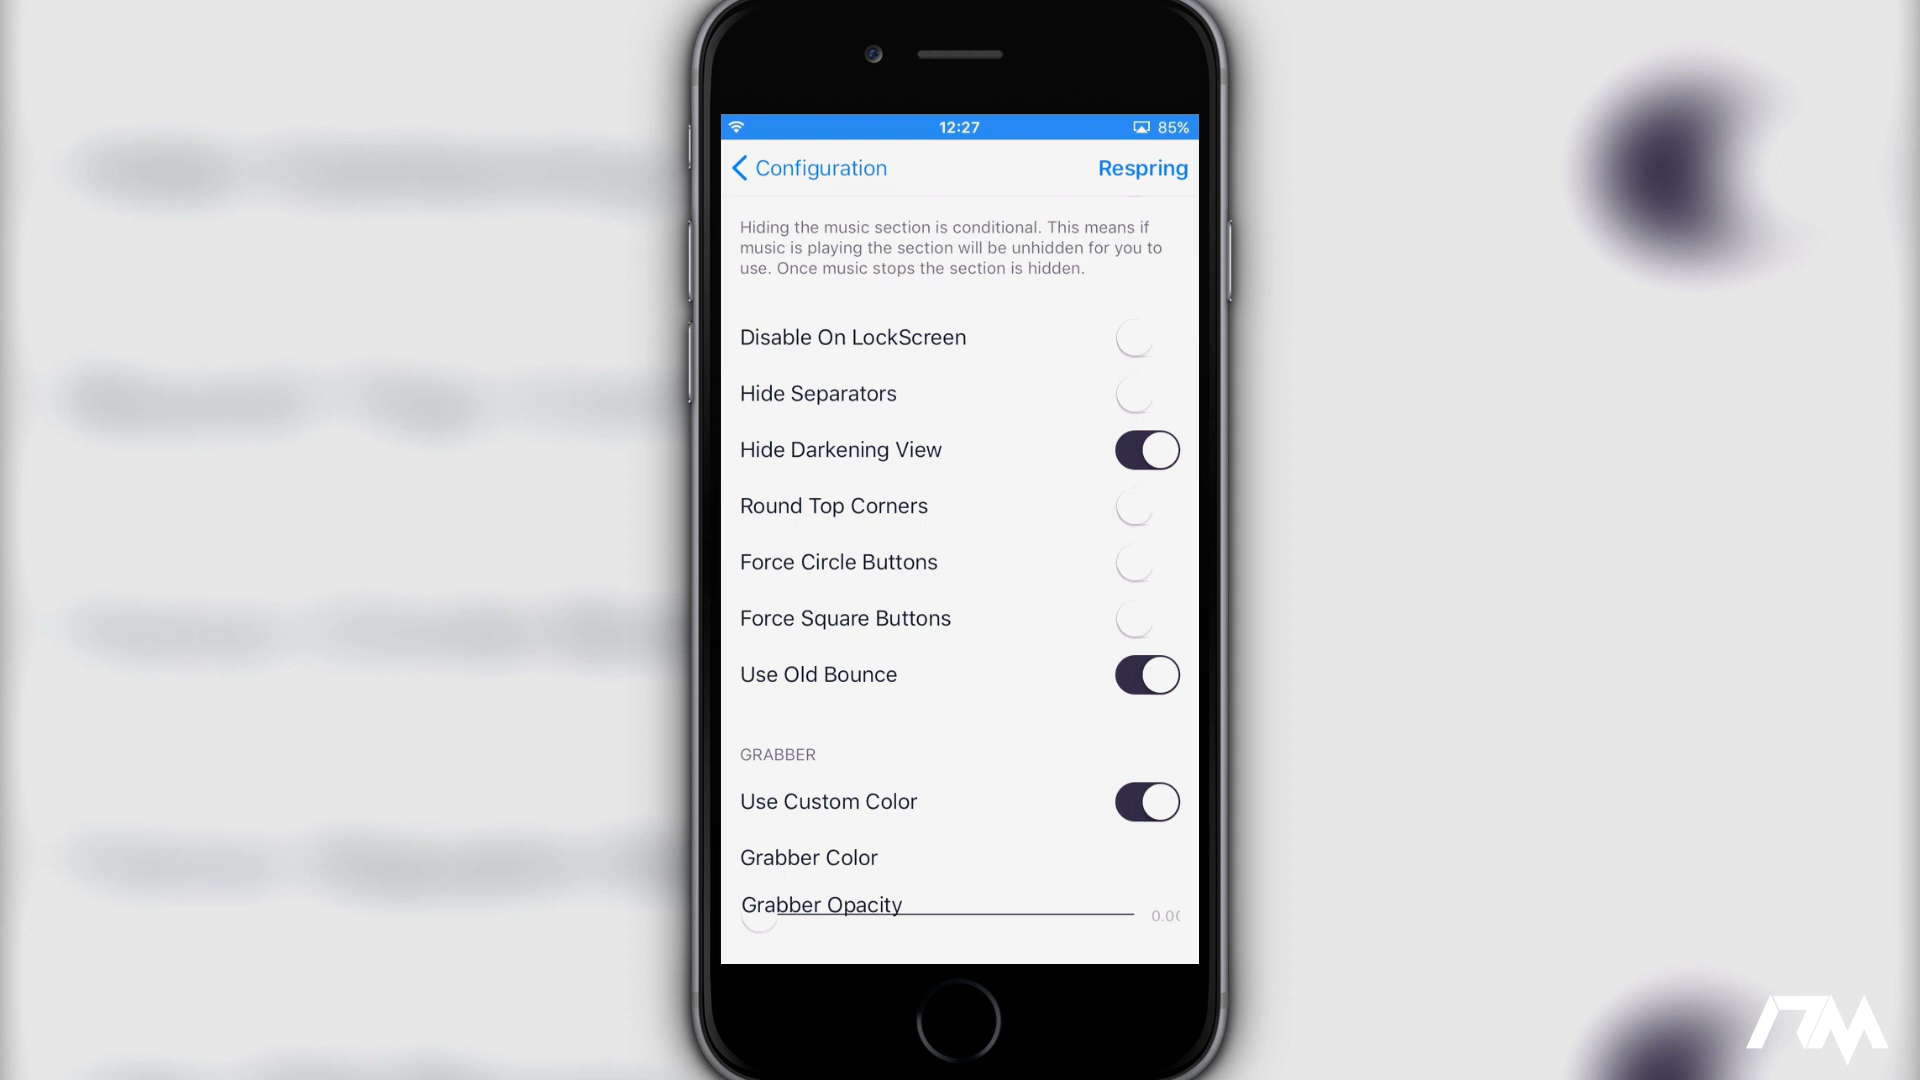 12:27
85%
Configuration
Respring
Hiding the music section is conditional. This means if
music is playing the section will be unhidden for you to
use. Once music stops the section is hidden.
Disable On LockScreen
Hide Separators
Hide Darkening View
Round Top Corners
Force Circle Buttons
Force Square Buttons
Use Old Bounce
GRABBER
Use Custom Color
Grabber Color
Grabber Opacity